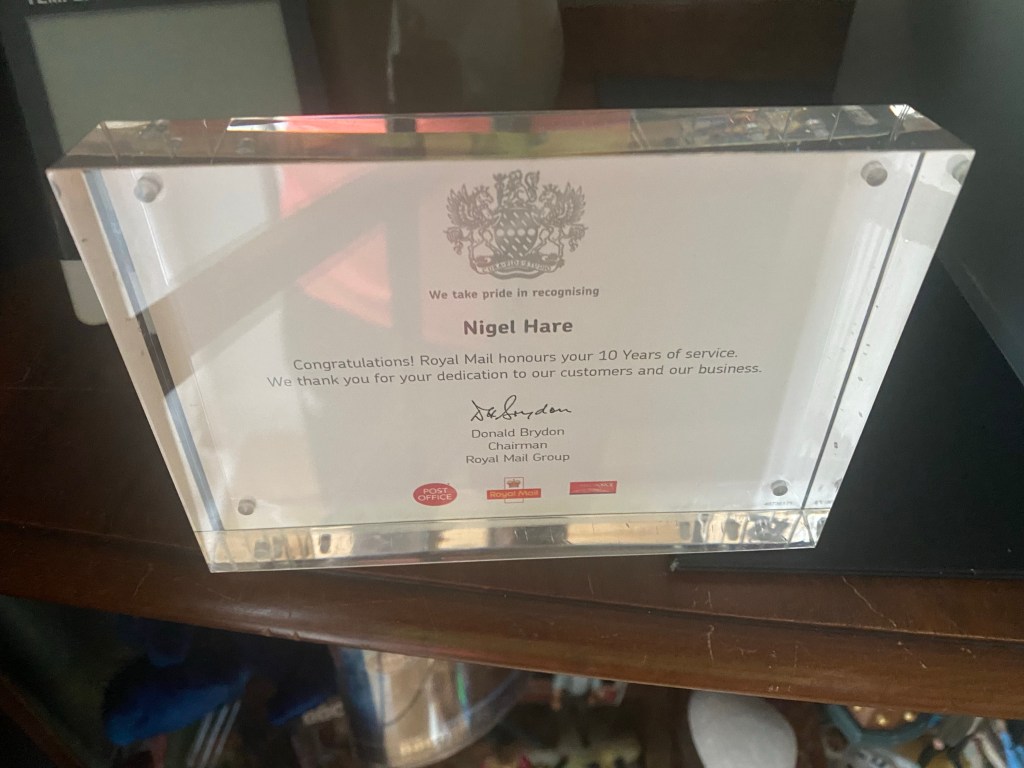 We take pride in recognising
Nigel Hare
Congratulations! Royal Mail honours your 10 Years of service.
We thank you for your dedication to our customers and our business.
Donald Brydon
Chairman
Royal Mail Group
POST
OFFICE
Royal Mail